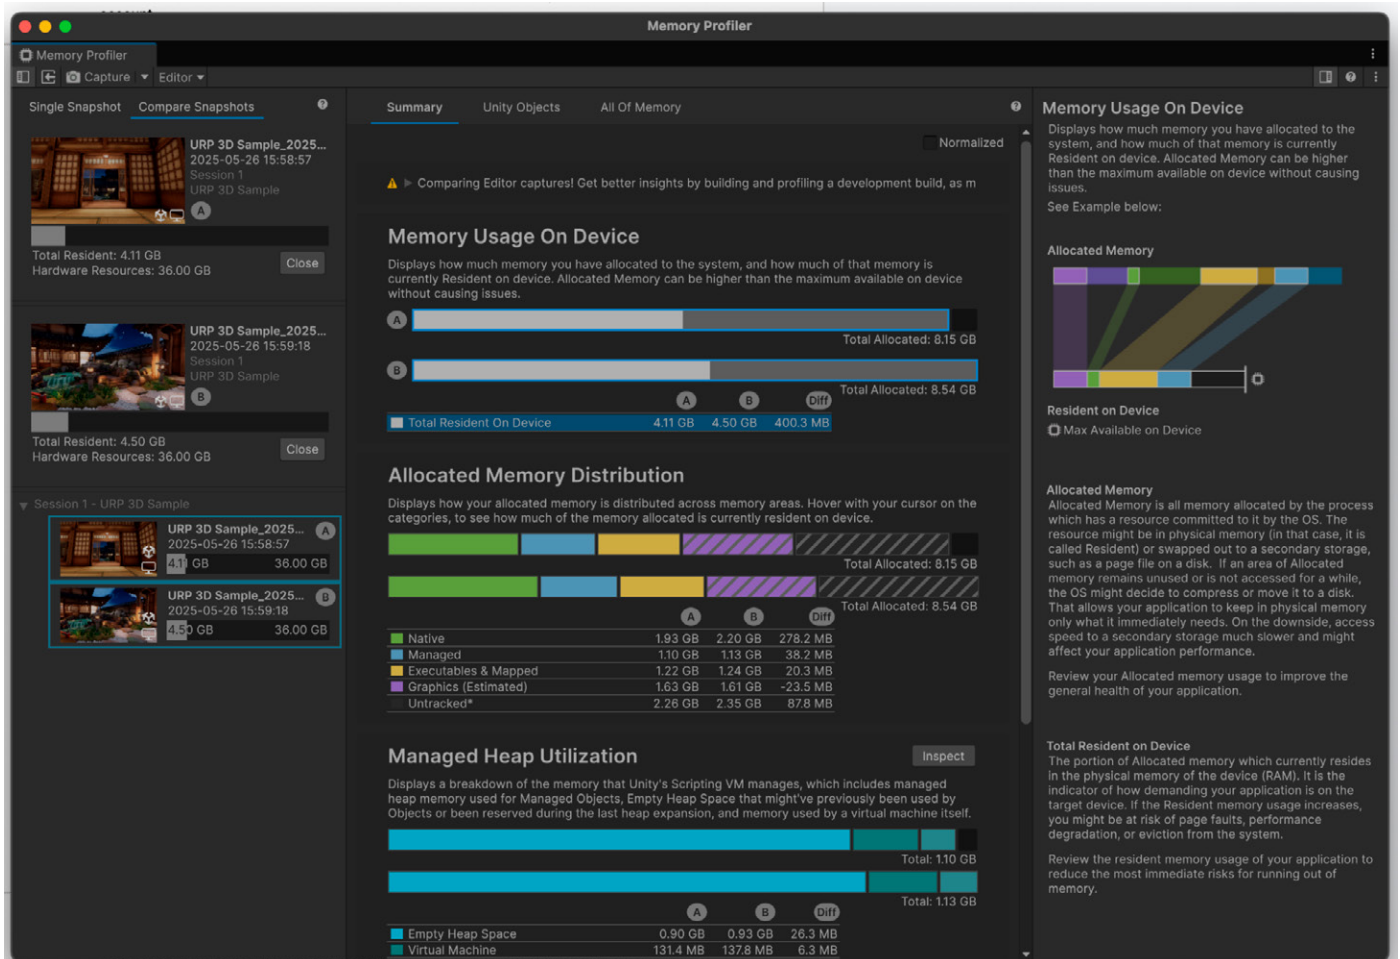 Memory Profiler
Memory Profiler
Capture
Editor
Single Snapshot
Compare Snapshots
URP 3D Sample_2025...
2025-05-26 15:58:57
Session 1
URP 3D Sample
A
Total Resident: 4.11 GB
Hardware Resources: 36.00 GB
Close
URP 3D Sample_2025...
2025-05-26 15:59:18
Session 1
URP 3D Sample
B
Total Resident: 4.50 GB
Hardware Resources: 36.00 GB
Close
Session 1 - URP 3D Sample
URP 3D Sample_2025... A
2025-05-26 15:58:57
4.11 GB 36.00 GB
URP 3D Sample_2025... B
2025-05-26 15:59:18
4.50 GB 36.00 GB
Summary Unity Objects All Of Memory
Normalized
Comparing Editor captures! Get better insights by building and profiling a development build, as m
Memory Usage On Device
Displays how much memory you have allocated to the system, and how much of that memory is
currently Resident on device. Allocated Memory can be higher than the maximum available on device
without causing issues.
A
Total Allocated: 8.15 GB
B
Total Allocated: 8.54 GB
A B Diff
Total Resident On Device 4.11 GB 4.50 GB 400.3 MB
Allocated Memory Distribution
Displays how your allocated memory is distributed across memory areas. Hover with your cursor on the
categories, to see how much of the memory allocated is currently resident on device.
Total Allocated: 8.15 GB
Total Allocated: 8.54 GB
A B Diff
Native 1.93 GB 2.20 GB 278.2 MB
Managed 1.10 GB 1.13 GB 38.2 MB
Executables & Mapped 1.22 GB 1.24 GB 20.3 MB
Graphics (Estimated) 1.63 GB 1.61 GB -23.5 MB
Untracked* 2.26 GB 2.35 GB 87.8 MB
Managed Heap Utilization
Inspect
Displays a breakdown of the memory that Unity's Scripting VM manages, which includes managed
heap memory used for Managed Objects, Empty Heap Space that might've previously been used by
Objects or been reserved during the last heap expansion, and memory used by a virtual machine itself.
Total: 1.10 GB
Total: 1.13 GB
A B Diff
Empty Heap Space 0.90 GB 0.93 GB 26.3 MB
Virtual Machine 131.4 MB 137.8 MB 6.3 MB
Memory Usage On Device
Displays how much memory you have allocated to the
system, and how much of that memory is currently
Resident on device. Allocated Memory can be higher
than the maximum available on device without causing
issues.
See Example below:
Allocated Memory
Resident on Device
Max Available on Device
Allocated Memory
Allocated Memory is all memory allocated by the process
which has a resource committed to it by the OS. The
resource might be in physical memory (in that case, it is
called Resident) or swapped out to a secondary storage,
such as a page file on a disk. If an area of Allocated
memory remains unused or is not accessed for a while,
the OS might decide to compress or move it to a disk.
That allows your application to keep in physical memory
only what it immediately needs. On the downside, access
speed to a secondary storage much slower and might
affect your application performance.
Review your Allocated memory usage to improve the
general health of your application.
Total Resident on Device
The portion of Allocated memory which currently resides
in the physical memory of the device (RAM). It is the
indicator of how demanding your application is on the
target device. If the Resident memory usage increases,
you might be at risk of page faults, performance
degradation, or eviction from the system.
Review the resident memory usage of your application to
reduce the most immediate risks for running out of
memory.